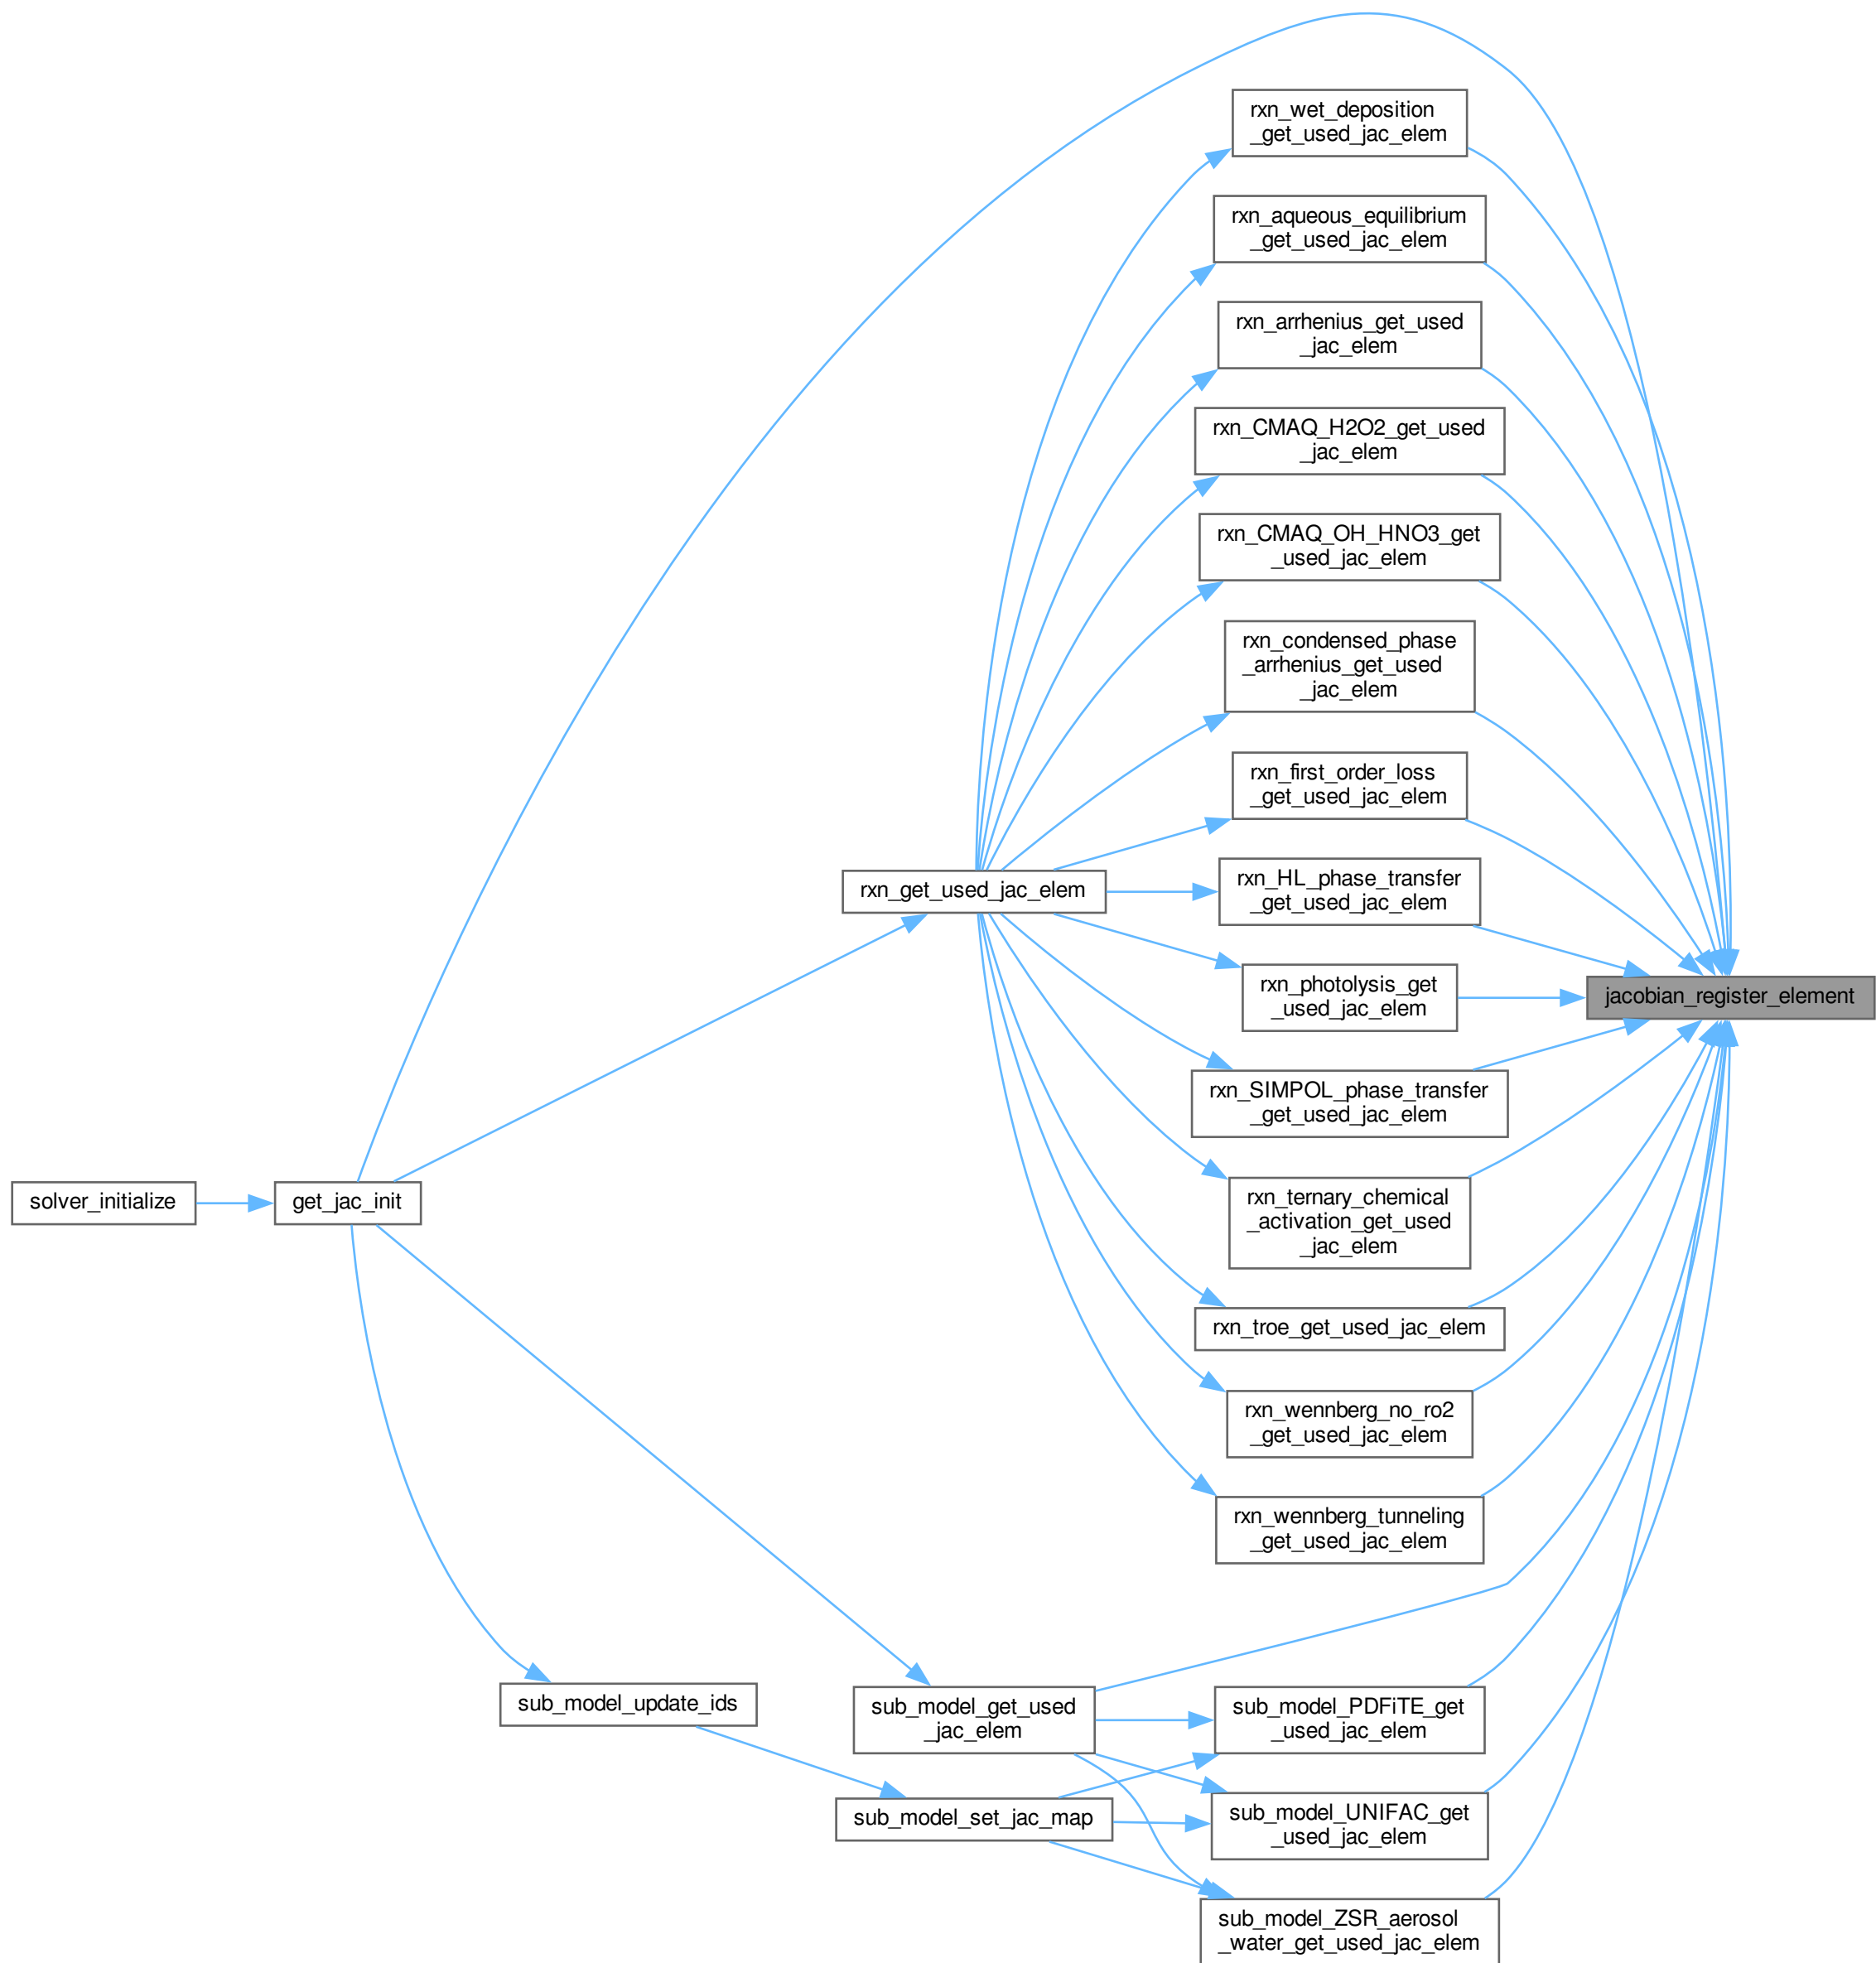 rxn_wet_deposition
_get_used_jac_elem
rxn_aqueous_equilibrium
_get_used_jac_elem
rxn_arrhenius_get_used
_jac_elem
rxn_CMAQ_H2O2_get_used
_jac_elem
rxn_CMAQ_OH_HNO3_get
_used_jac_elem
rxn_condensed_phase
_arrhenius_get_used
_jac_elem
rxn_first_order_loss
_get_used_jac_elem
rxn_HL_phase_transfer
_get_used_jac_elem
rxn_get_used_jac_elem
rxn_photolysis_get
_used_jac_elem
jacobian_register_element
rxn_SIMPOL_phase_transfer
_get_used_jac_elem
rxn_ternary_chemical
_activation_get_used
_jac_elem
solver_initialize
get_jac_init
rxn_troe_get_used_jac_elem
rxn_wennberg_no_ro2
_get_used_jac_elem
rxn_wennberg_tunneling
_get_used_jac_elem
sub_model_update_ids
sub_model_get_used
_jac_elem
sub_model_PDFiTE_get
_used_jac_elem
sub_model_set_jac_map
sub_model_UNIFAC_get
_used_jac_elem
sub_model_ZSR_aerosol
_water_get_used_jac_elem